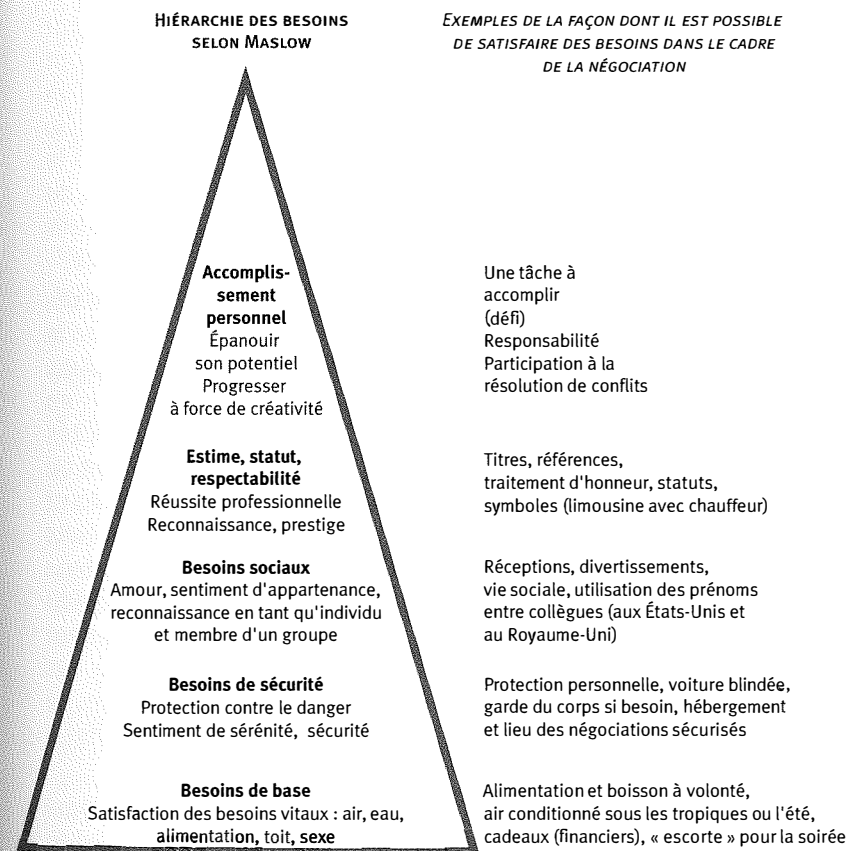 HIÉRARCHIE DES BESOINS
SELON MASLOW
EXEMPLES DE LA FAÇON DONT IL EST POSSIBLE
DE SATISFAIRE DES BESOINS DANS LE CADRE
DE LA NÉGOCIATION
Accomplis-
sement
personnel
Épanouir
son potentiel
Progresser
à force de créativité
Une tâche à
accomplir
(défi)
Responsabilité
Participation à la
résolution de conflits
Estime, statut,
respectabilité
Réussite professionnelle
Reconnaissance, prestige
Titres, références,
traitement d'honneur, statuts,
symboles (limousine avec chauffeur)
Besoins sociaux
Amour, sentiment d'appartenance,
reconnaissance en tant qu'individu
et membre d'un groupe
Réceptions, divertissements,
vie sociale, utilisation des prénoms
entre collègues (aux États-Unis et
au Royaume-Uni)
Besoins de sécurité
Protection contre le danger
Sentiment de sérénité, sécurité
Protection personnelle, voiture blindée,
garde du corps si besoin, hébergement
et lieu des négociations sécurisés
Besoins de base
Satisfaction des besoins vitaux : air, eau,
alimentation, toit, sexe
Alimentation et boisson à volonté,
air conditionné sous les tropiques ou l'été,
cadeaux (financiers), « escorte » pour la soirée